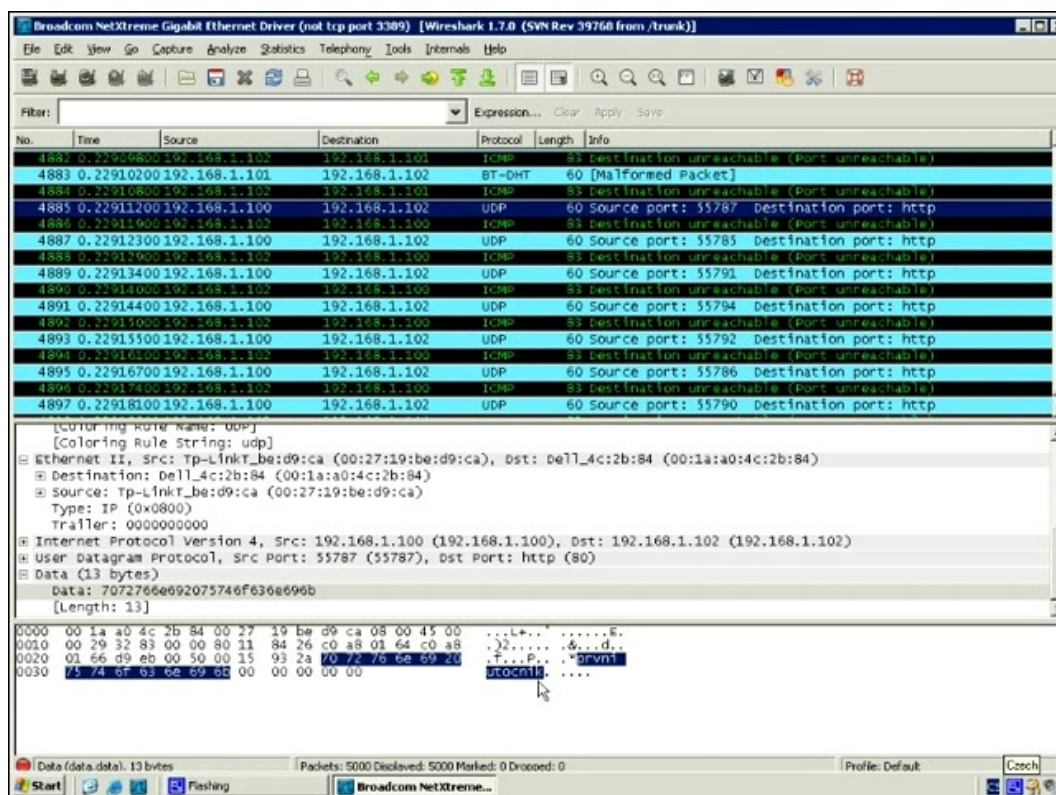 Broadcom NetXtreme Gigabit Ethernet Driver (not tcp port 3389) [Wireshark 1.7.0 (SVN Rev 39768 from /trunk)]
File Edit View Go Capture Analyze Statistics Telephony Tools Internals Help
Filter: Expression... Clear Apply Save
No. Time Source Destination Protocol Length Info
4882 0.22909800 192.168.1.102 192.168.1.101 ICMP 83 Destination unreachable (Port unreachable)
4883 0.22910200 192.168.1.101 192.168.1.102 BT-DHT 60 [Malformed Packet]
4884 0.22910800 192.168.1.102 192.168.1.101 ICMP 83 Destination unreachable (Port unreachable)
4885 0.22911200 192.168.1.100 192.168.1.102 UDP 60 Source port: 55787 Destination port: http
4886 0.22911900 192.168.1.102 192.168.1.100 ICMP 83 Destination unreachable (Port unreachable)
4887 0.22912300 192.168.1.100 192.168.1.102 UDP 60 Source port: 55785 Destination port: http
4888 0.22912900 192.168.1.102 192.168.1.100 ICMP 83 Destination unreachable (Port unreachable)
4889 0.22913400 192.168.1.100 192.168.1.102 UDP 60 Source port: 55791 Destination port: http
4890 0.22914000 192.168.1.102 192.168.1.100 ICMP 83 Destination unreachable (Port unreachable)
4891 0.22914400 192.168.1.100 192.168.1.102 UDP 60 Source port: 55794 Destination port: http
4892 0.22915000 192.168.1.102 192.168.1.100 ICMP 83 Destination unreachable (Port unreachable)
4893 0.22915500 192.168.1.100 192.168.1.102 UDP 60 Source port: 55792 Destination port: http
4894 0.22916100 192.168.1.102 192.168.1.100 ICMP 83 Destination unreachable (Port unreachable)
4895 0.22916700 192.168.1.100 192.168.1.102 UDP 60 Source port: 55786 Destination port: http
4896 0.22917400 192.168.1.102 192.168.1.100 ICMP 83 Destination unreachable (Port unreachable)
4897 0.22918100 192.168.1.100 192.168.1.102 UDP 60 Source port: 55790 Destination port: http
[Coloring Rule Name: UDP]
[Coloring Rule String: udp]
Ethernet II, Src: Tp-LinkT_be:d9:ca (00:27:19:be:d9:ca), Dst: Dell_4c:2b:84 (00:1a:a0:4c:2b:84)
Destination: Dell_4c:2b:84 (00:1a:a0:4c:2b:84)
Source: Tp-LinkT_be:d9:ca (00:27:19:be:d9:ca)
Type: IP (0x0800)
Trailer: 0000000000
Internet Protocol Version 4, Src: 192.168.1.100 (192.168.1.100), Dst: 192.168.1.102 (192.168.1.102)
User Datagram Protocol, Src Port: 55787 (55787), Dst Port: http (80)
Data (13 bytes)
Data: 7072766e692075746f636e696b
[Length: 13]
0000 00 1a a0 4c 2b 84 00 27 19 be d9 ca 08 00 45 00 ...L+..' ......E.
0010 00 29 32 83 00 00 80 11 84 26 c0 a8 01 64 c0 a8 .)2..... .&...d..
0020 01 66 d9 eb 00 50 00 15 93 2a 70 72 76 6e 69 20 .f...P.. .*prvni
0030 75 74 6f 63 6e 69 6b 00 00 00 00 00 utocnik. ....
Data (data.data), 13 bytes Packets: 5000 Displayed: 5000 Marked: 0 Dropped: 0 Profile: Default
Czech
Start Flashing Broadcom NetXtreme...